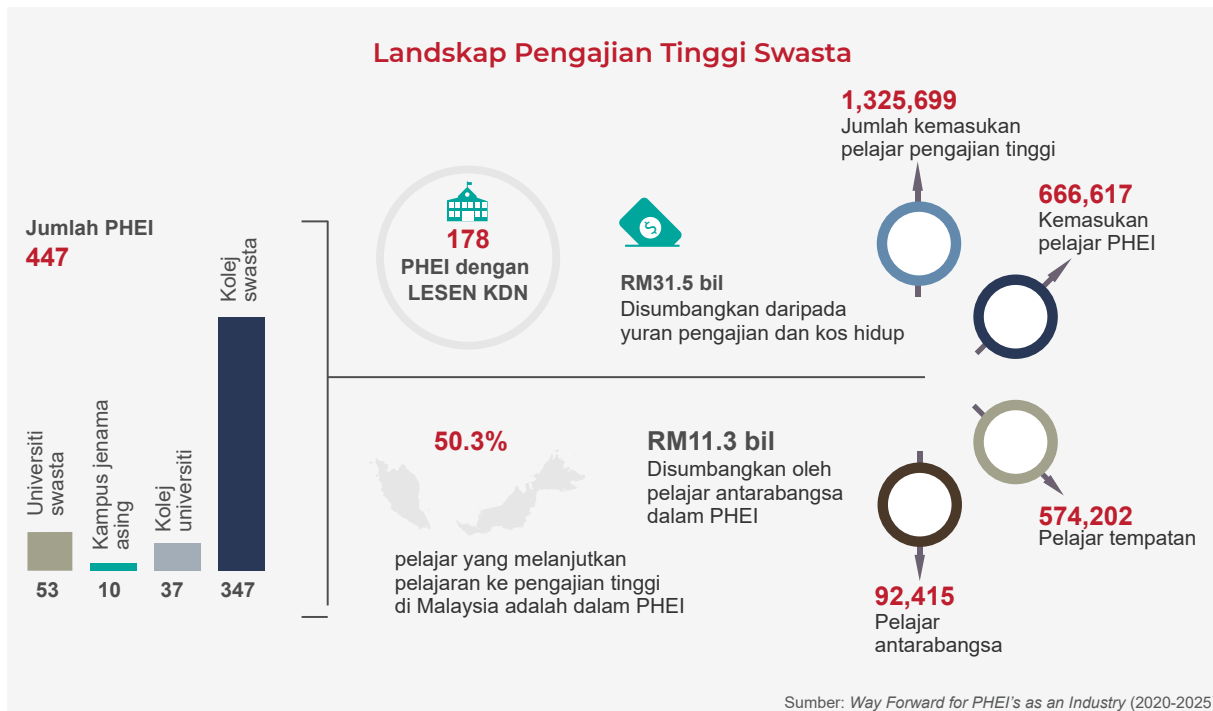 Landskap Pengajian Tinggi Swasta
Jumlah PHEI
447
Universiti
swasta
Kampus jenama
asing
Kolej
universiti
Kolej
swasta
53
10
37
347
178
PHEI dengan
LESEN KDN
RM31.5 bil
Disumbangkan daripada
yuran pengajian dan kos hidup
50.3%
pelajar yang melanjutkan
pelajaran ke pengajian tinggi
di Malaysia adalah dalam PHEI
RM11.3 bil
Disumbangkan oleh
pelajar antarabangsa
dalam PHEI
1,325,699
Jumlah kemasukan
pelajar pengajian tinggi
666,617
Kemasukan
pelajar PHEI
574,202
Pelajar tempatan
92,415
Pelajar
antarabangsa
Sumber: Way Forward for PHEI's as an Industry (2020-2025